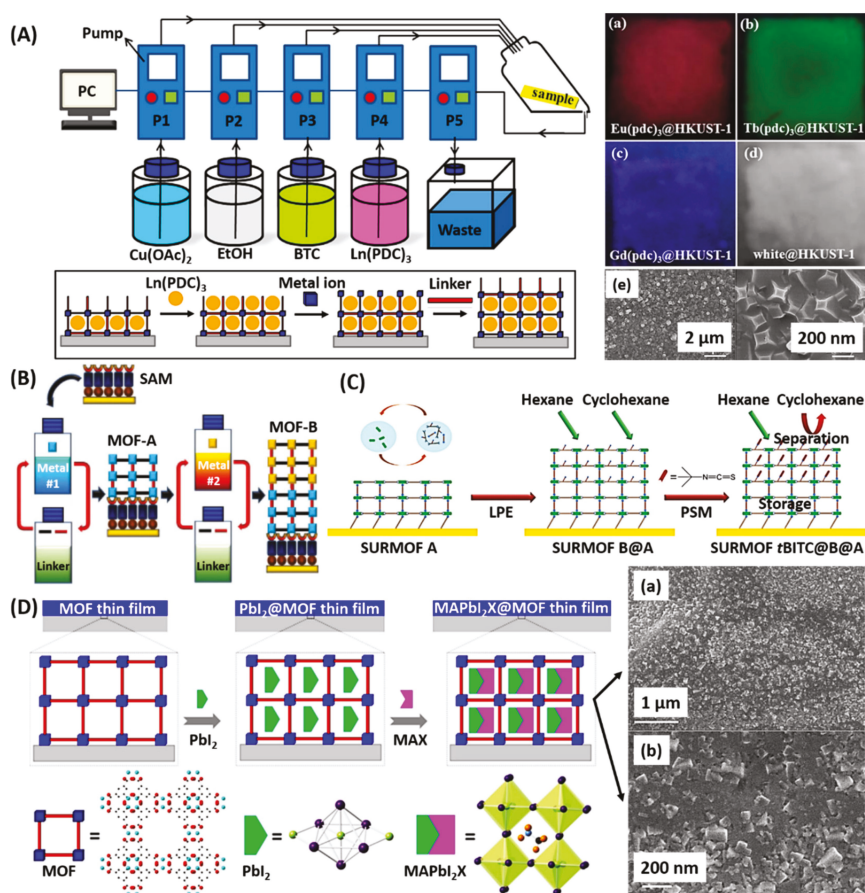 (A)
Pump
PC
P1
P2
P3
P4
P5
sample
Cu(OAc)₂
EtOH
BTC
Ln(PDC)₃
Waste
Ln(PDC)₃
Metal ion
Linker
(a)
Eu(pdc)₃@HKUST-1
(b)
Tb(pdc)₃@HKUST-1
(c)
Gd(pdc)₃@HKUST-1
(d)
white@HKUST-1
(e)
2 μm
200 nm
(B)
SAM
Metal
#1
Linker
MOF-A
Metal
#2
Linker
MOF-B
(C)
SURMOF A
LPE
Hexane Cyclohexane
SURMOF B@A
=
N=C=S
PSM
Hexane Cyclohexane
Separation
Storage
SURMOF tBITC@B@A
(D)
MOF thin film
PbI₂@MOF thin film
MAPbI₂X@MOF thin film
PbI₂
MAX
MOF
=
PbI₂
=
MAPbI₂X
=
(a)
1 μm
(b)
200 nm